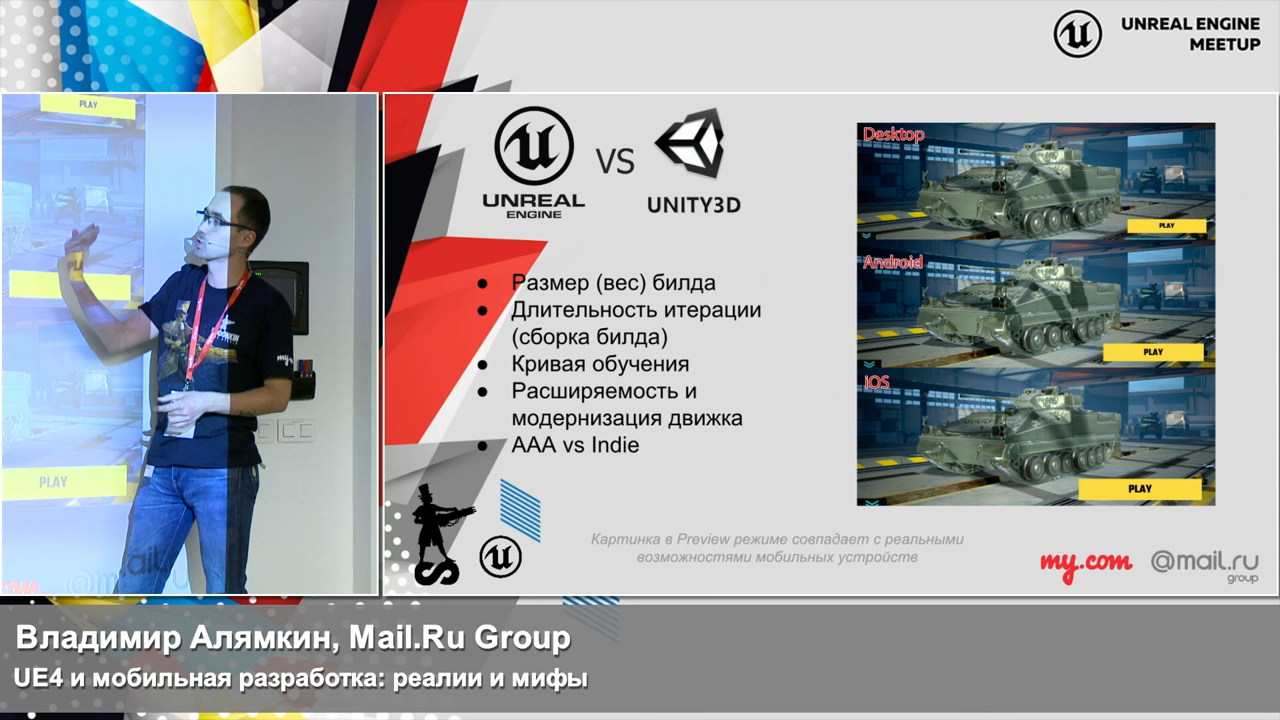 UNREAL ENGINE
MEETUP
PLAY
PLAY
UNREAL
ENGINE
VS
UNITY3D
● Размер (вес) билда
● Длительность итерации
(сборка билда)
● Кривая обучения
● Расширяемость и
модернизация движка
● AAA vs Indie
Desktop
PLAY
Android
PLAY
iOS
PLAY
Картинка в Preview режиме совпадает с реальными
возможностями мобильных устройств
my.com
@mail.ru
group
Владимир Алямкин, Mail.Ru Group
UE4 и мобильная разработка: реалии и мифы